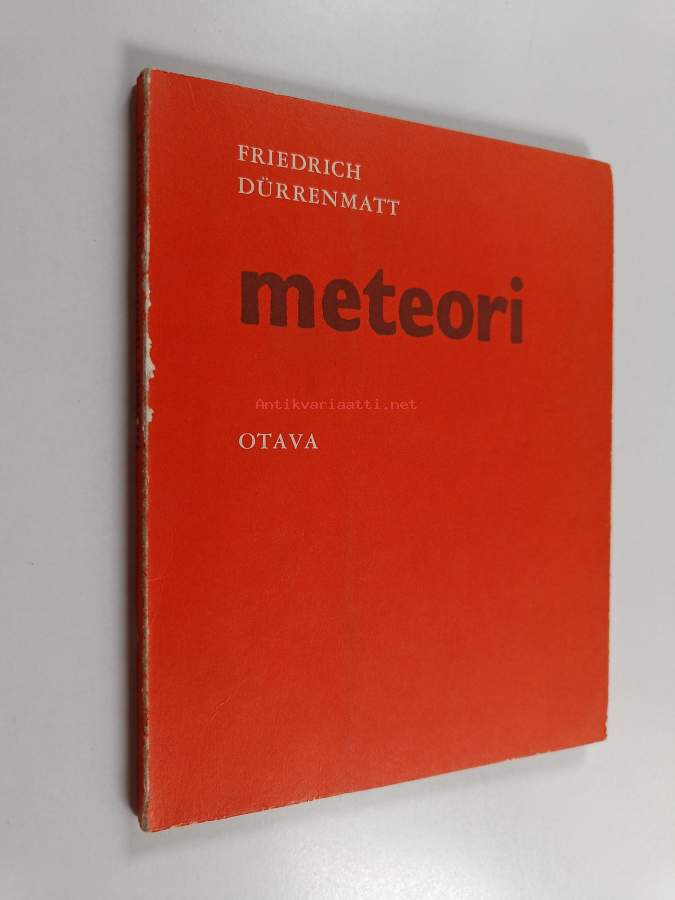 FRIEDRICH
DÜRRENMATT
meteori
Antikvariaatti.net
OTAVA